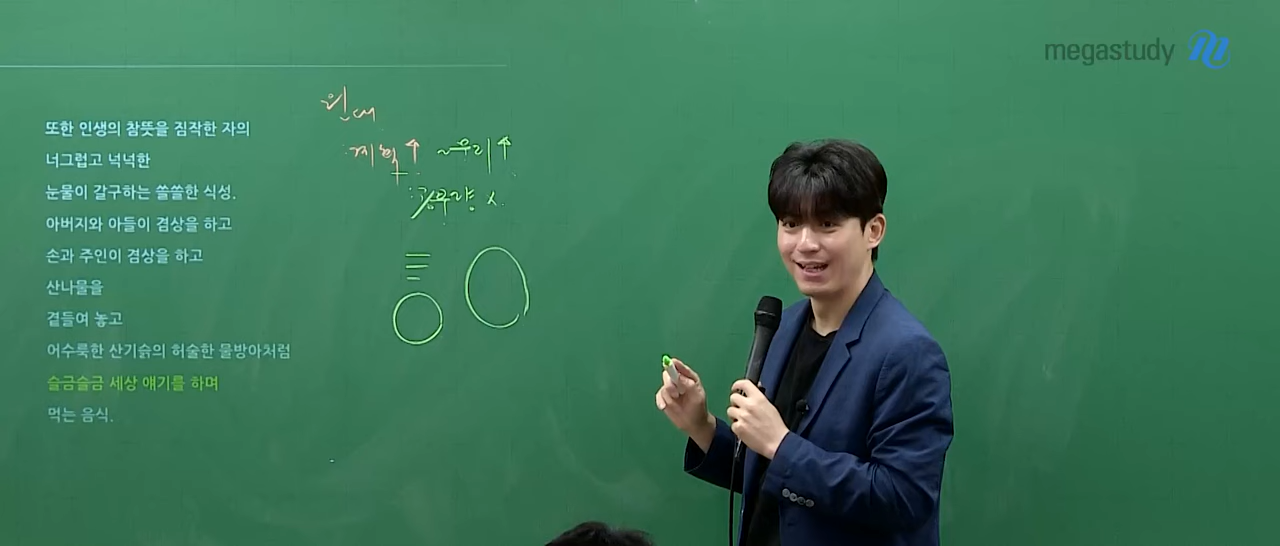 megastudy
또한 인생의 참뜻을 짐작한 자의
너그럽고 넉넉한
눈물이 갈구하는 쓸쓸한 식성.
아버지와 아들이 겸상을 하고
손과 주인이 겸상을 하고
산나물을
곁들여 놓고
어수룩한 산기슭의 허술한 물방아처럼
슬금슬금 세상 얘기를 하며
먹는 음식.